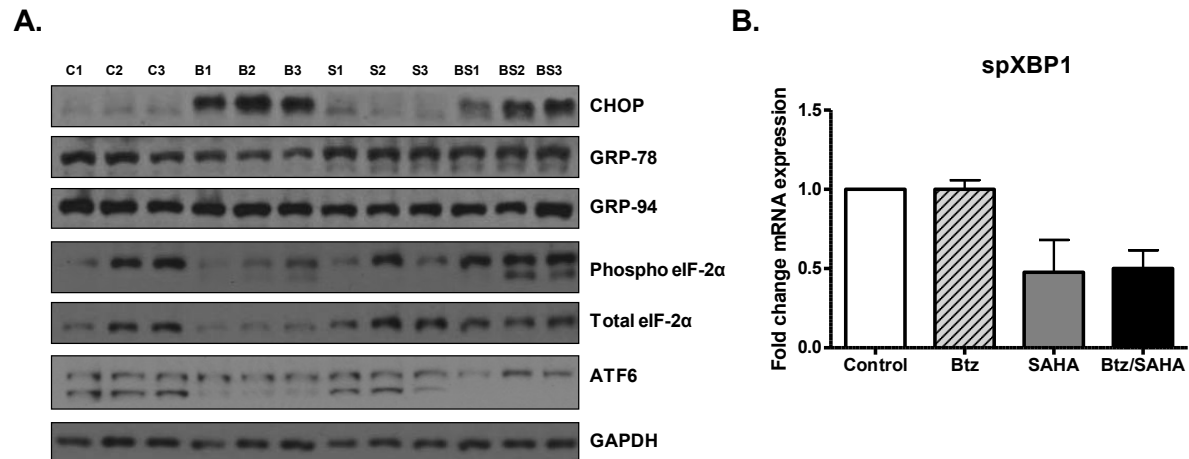 A.
C1 C2 C3 B1 B2 B3 S1 S2 S3 BS1 BS2 BS3
CHOP
GRP-78
GRP-94
Phospho eIF-2α
Total eIF-2α
ATF6
GAPDH
B.
spXBP1
Fold change mRNA expression
1.5
1.0
0.5
0.0
Control Btz SAHA Btz/SAHA